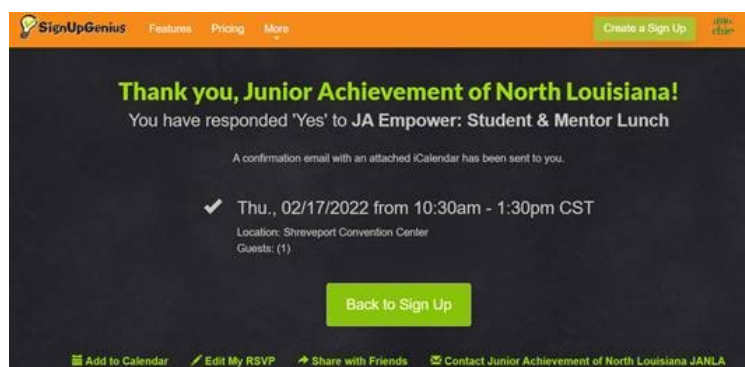 SignUpGenius Features Pricing More Create a Sign Up
Thank you, Junior Achievement of North Louisiana!
You have responded 'Yes' to JA Empower: Student & Mentor Lunch
A confirmation email with an attached iCalendar has been sent to you.
Thu., 02/17/2022 from 10:30am - 1:30pm CST
Location: Shreveport Convention Center
Guests: (1)
Back to Sign Up
Add to Calendar Edit My RSVP Share with Friends Contact Junior Achievement of North Louisiana JANLA